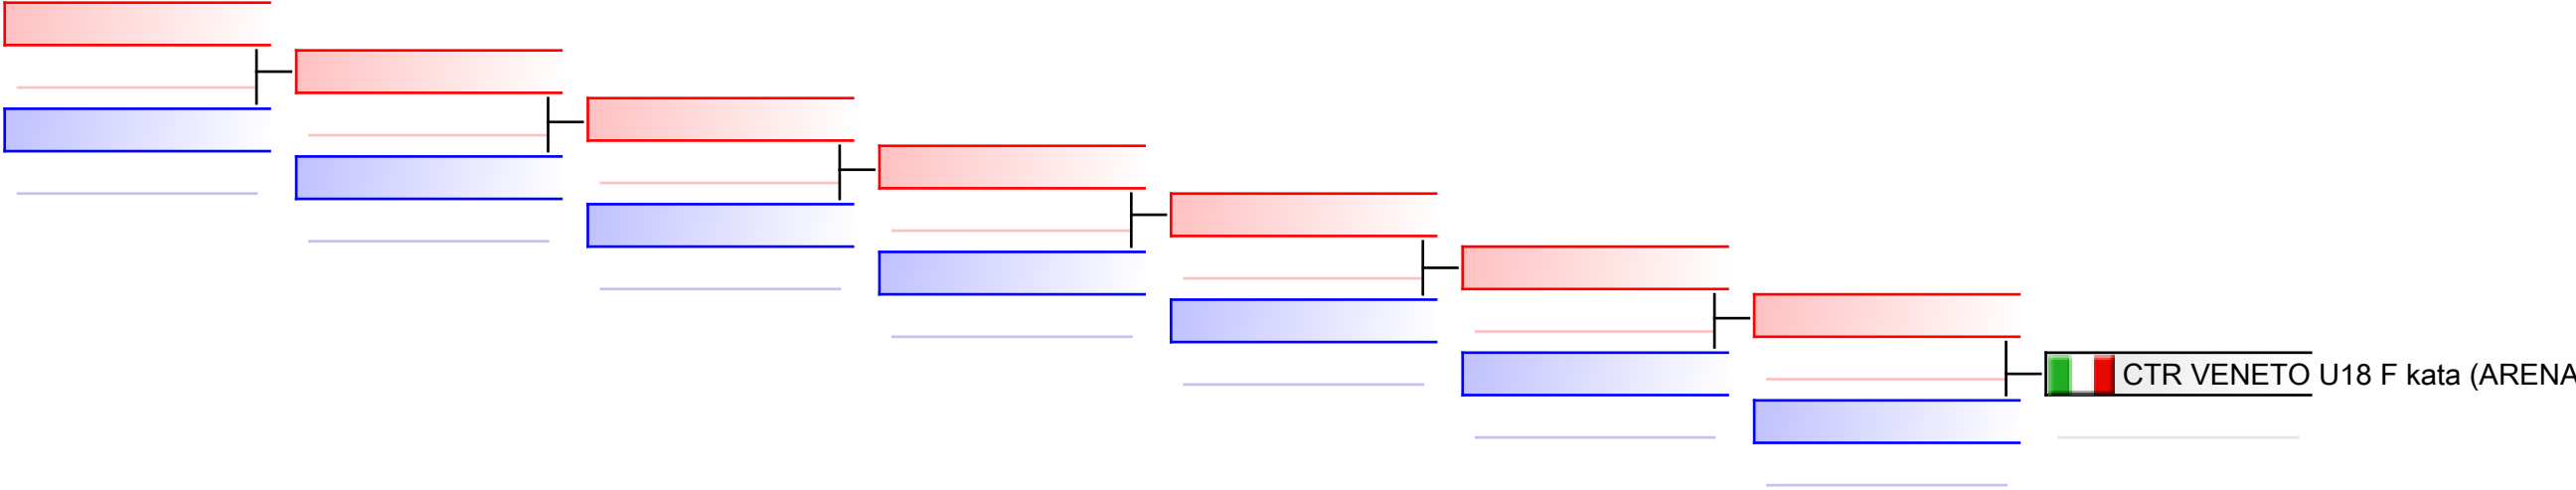 CTR VENETO U18 F kata (ARENA